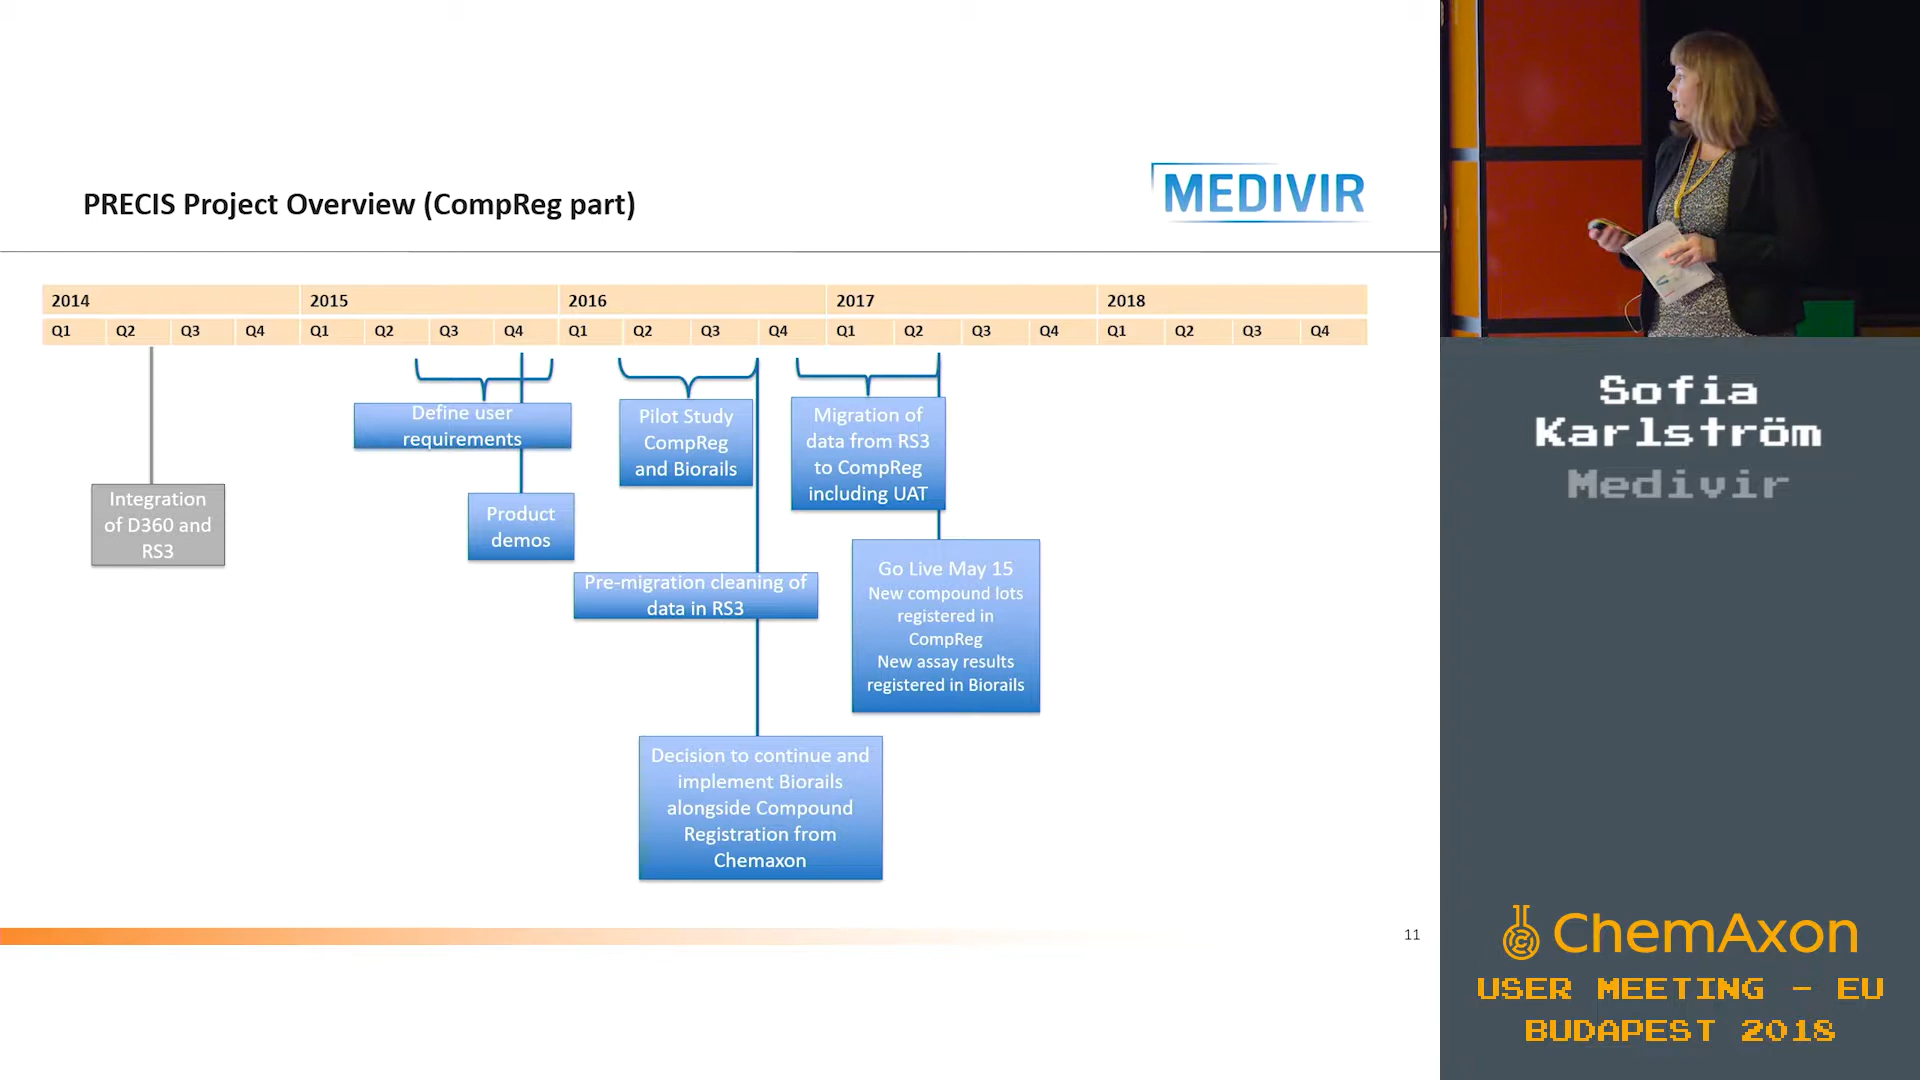 PRECIS Project Overview (CompReg part)
MEDIVIR
2014 2015 2016 2017 2018
Q1 Q2 Q3 Q4 Q1 Q2 Q3 Q4 Q1 Q2 Q3 Q4 Q1 Q2 Q3 Q4 Q1 Q2 Q3 Q4
Integration
of D360 and
RS3
Define user
requirements
Product
demos
Pilot Study
CompReg
and Biorails
Pre-migration cleaning of
data in RS3
Decision to continue and
implement Biorails
alongside Compound
Registration from
Chemaxon
Migration of
data from RS3
to CompReg
including UAT
Go Live May 15
New compound lots
registered in
CompReg
New assay results
registered in Biorails
11
Sofia
Karlström
Medivir
ChemAxon
USER MEETING - EU
BUDAPEST 2018